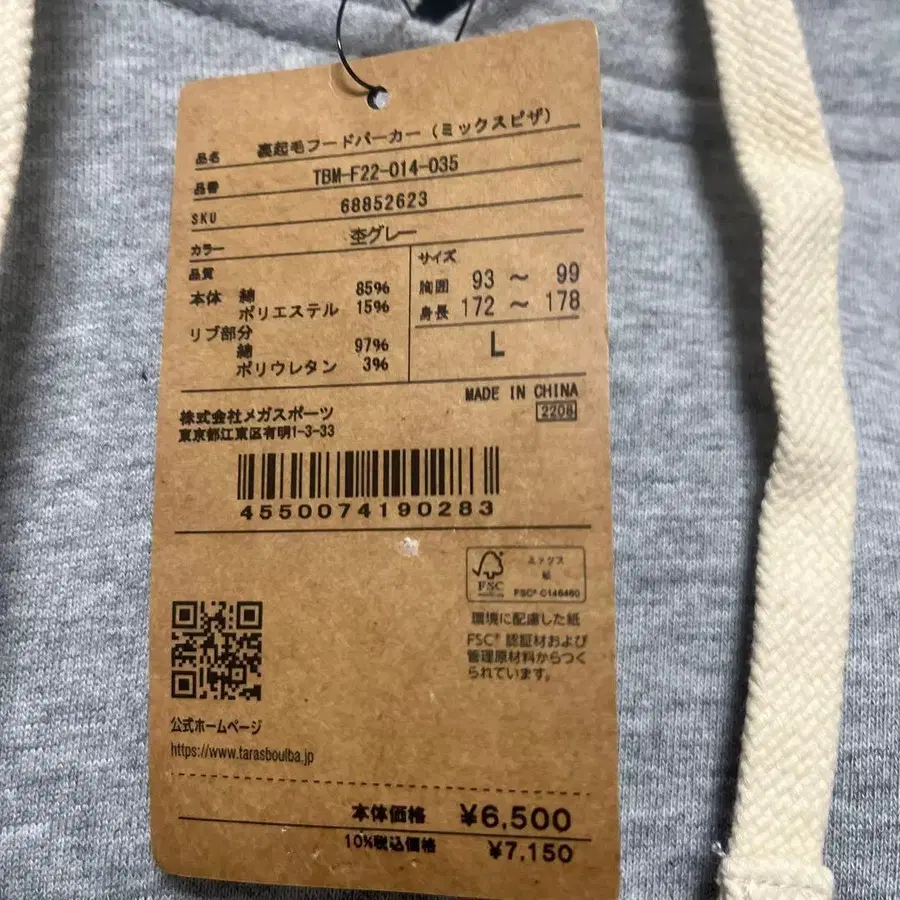 品名 裏起毛フードパーカー（ミックスピザ）
品番 TBM-F22-014-035
SKU 68852623
カラー 杢グレー
品質
本体 綿 85%
ポリエステル 15%
リブ部分
綿 97%
ポリウレタン 3%
サイズ
胸囲 93 ～ 99
身長 172 ～ 178
L
MADE IN CHINA
2208
株式会社メガスポーツ
東京都江東区有明1-3-33
4550074190283
FSC
ミックス
紙
FSC® C146460
環境に配慮した紙
FSC® 認証材および
管理原材料からつく
られています。
公式ホームページ
https://www.tarasboulba.jp
本体価格 ¥6,500
10%税込価格 ¥7,150